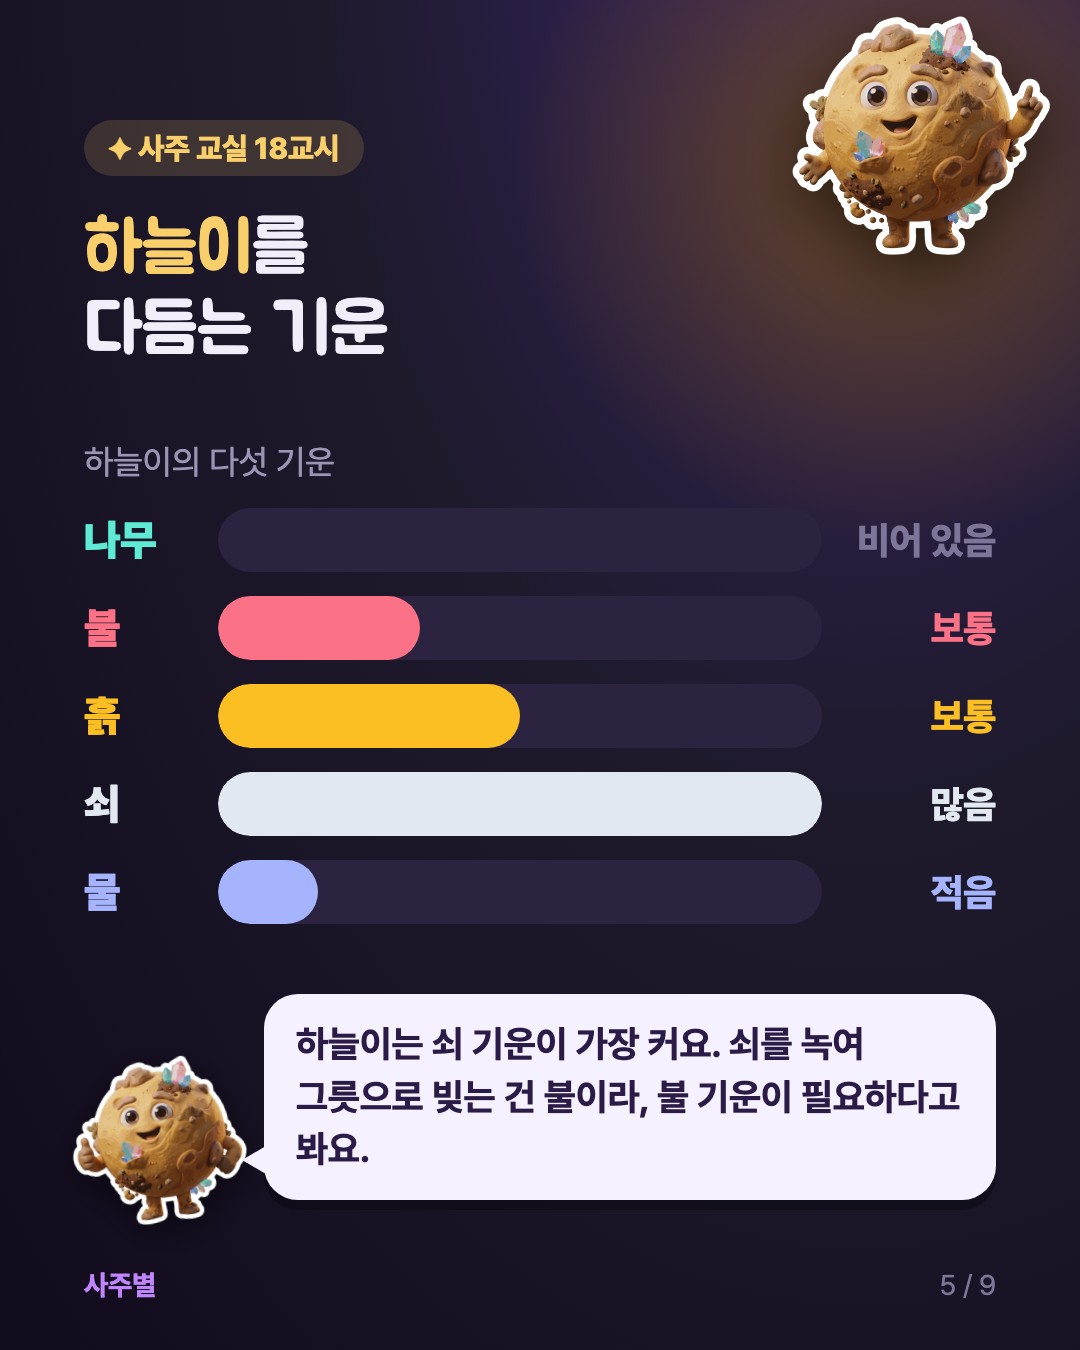 ✦ 사주 교실 18교시
하늘이를
다듬는 기운
하늘이의 다섯 기운
나무 비어 있음
불 보통
흙 보통
쇠 많음
물 적음
하늘이는 쇠 기운이 가장 커요. 쇠를 녹여
그릇으로 빚는 건 불이라, 불 기운이 필요하다고
봐요.
사주별 5 / 9